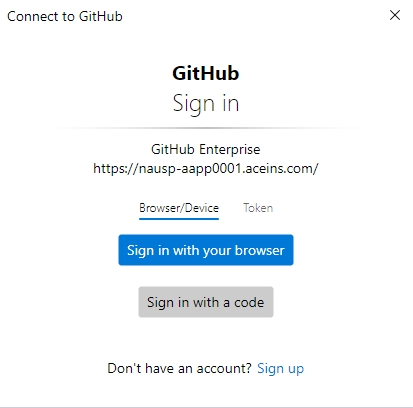 Connect to GitHub
GitHub
Sign in
GitHub Enterprise
https://nausp-aapp0001.aceins.com/
Browser/Device Token
Sign in with your browser
Sign in with a code
Don't have an account? Sign up